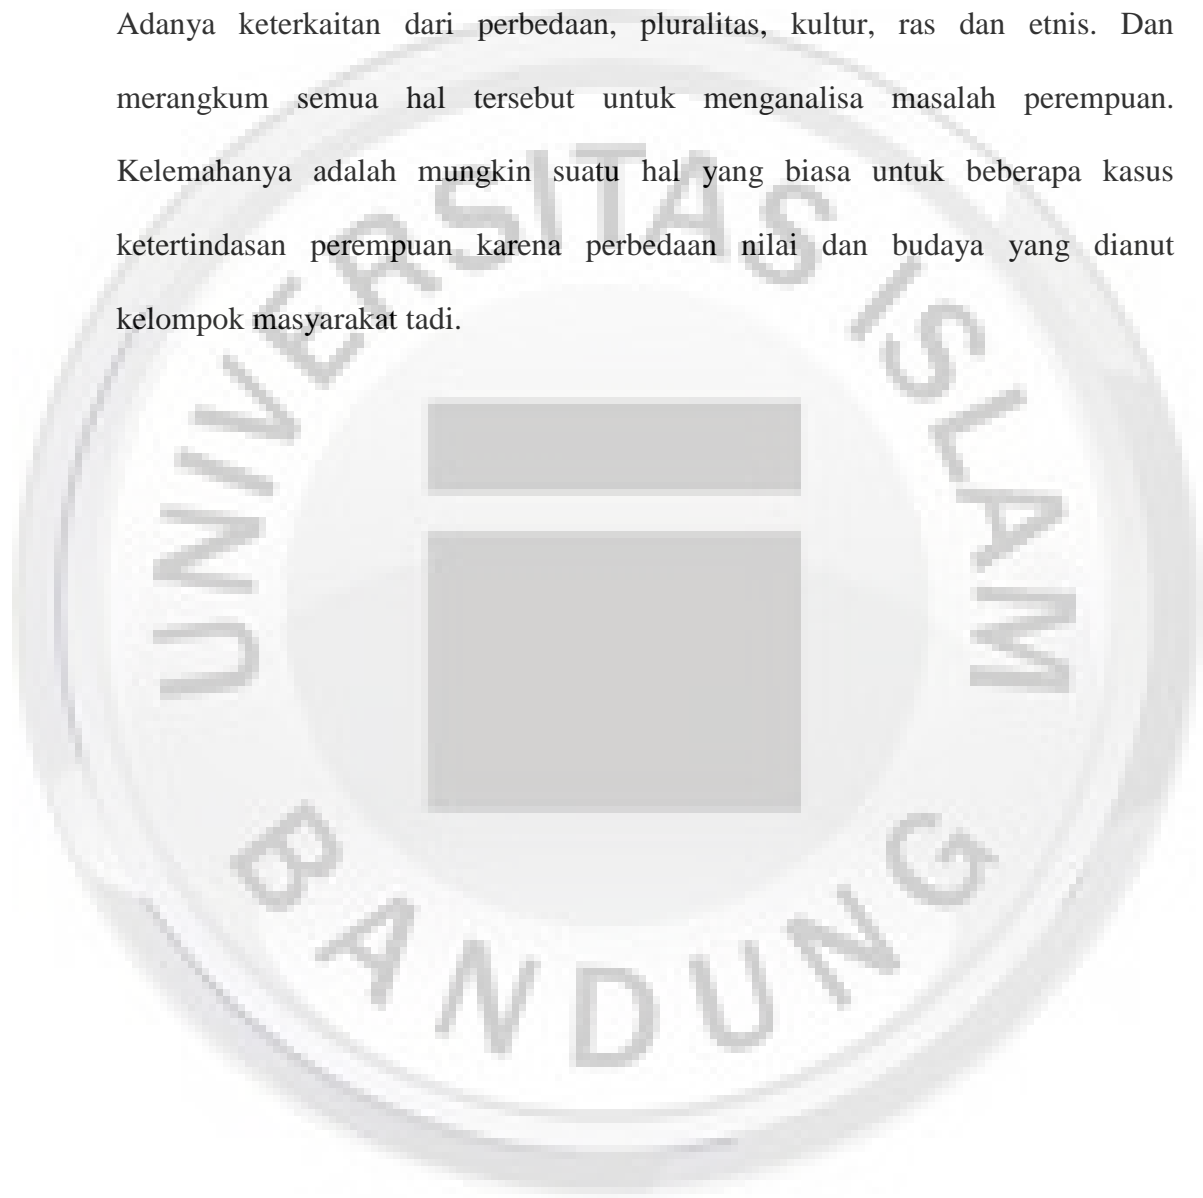 Adanya keterkaitan dari perbedaan, pluralitas, kultur, ras dan etnis. Dan
merangkum semua hal tersebut untuk menganalisa masalah perempuan.
Kelemahanya adalah mungkin suatu hal yang biasa untuk beberapa kasus
ketertindasan perempuan karena perbedaan nilai dan budaya yang dianut
kelompok masyarakat tadi.
UNIVERSITAS ISLAM
BANDUNG